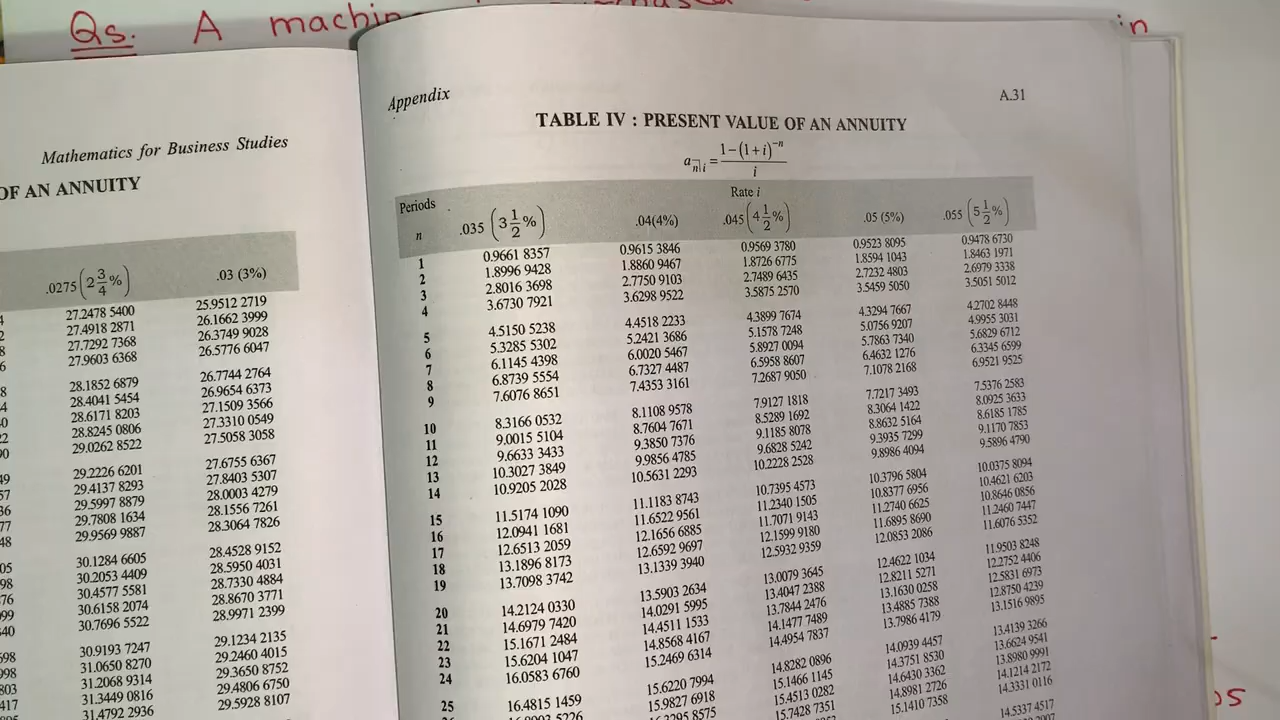 Qs. A machin
in
Mathematics for Business Studies
OF AN ANNUITY
.0275 (2 3/4 %) .03 (3%)
27.2478 5400 25.9512 2719
27.4918 2871 26.1662 3999
27.7292 7368 26.3749 9028
27.9603 6368 26.5776 6047
28.1852 6879 26.7744 2764
28.4041 5454 26.9654 6373
28.6171 8203 27.1509 3566
28.8245 0806 27.3310 0549
29.0262 8522 27.5058 3058
29.2226 6201 27.6755 6367
29.4137 8293 27.8403 5307
29.5997 8879 28.0003 4279
29.7808 1634 28.1556 7261
29.9569 9887 28.3064 7826
30.1284 6605 28.4528 9152
30.2053 4409 28.5950 4031
30.4577 5581 28.7330 4884
30.6158 2074 28.8670 3771
30.7696 5522 28.9971 2399
30.9193 7247 29.1234 2135
31.0650 8270 29.2460 4015
31.2068 9314 29.3650 8752
31.3449 0816 29.4806 6750
31.4792 2936 29.5928 8107
Appendix A.31
TABLE IV : PRESENT VALUE OF AN ANNUITY
a n̅| i = 1−(1+i)⁻ⁿ / i
Rate i
Periods
n .035 (3 1/2 %) .04(4%) .045 (4 1/2 %) .05 (5%) .055 (5 1/2 %)
1 0.9661 8357 0.9615 3846 0.9569 3780 0.9523 8095 0.9478 6730
2 1.8996 9428 1.8860 9467 1.8726 6775 1.8594 1043 1.8463 1971
3 2.8016 3698 2.7750 9103 2.7489 6435 2.7232 4803 2.6979 3338
4 3.6730 7921 3.6298 9522 3.5875 2570 3.5459 5050 3.5051 5012
5 4.5150 5238 4.4518 2233 4.3899 7674 4.3294 7667 4.2702 8448
6 5.3285 5302 5.2421 3686 5.1578 7248 5.0756 9207 4.9955 3031
7 6.1145 4398 6.0020 5467 5.8927 0094 5.7863 7340 5.6829 6712
8 6.8739 5554 6.7327 4487 6.5958 8607 6.4632 1276 6.3345 6599
9 7.6076 8651 7.4353 3161 7.2687 9050 7.1078 2168 6.9521 9525
10 8.3166 0532 8.1108 9578 7.9127 1818 7.7217 3493 7.5376 2583
11 9.0015 5104 8.7604 7671 8.5289 1692 8.3064 1422 8.0925 3633
12 9.6633 3433 9.3850 7376 9.1185 8078 8.8632 5164 8.6185 1785
13 10.3027 3849 9.9856 4785 9.6828 5242 9.3935 7299 9.1170 7853
14 10.9205 2028 10.5631 2293 10.2228 2528 9.8986 4094 9.5896 4790
15 11.5174 1090 11.1183 8743 10.7395 4573 10.3796 5804 10.0375 8094
16 12.0941 1681 11.6522 9561 11.2340 1505 10.8377 6956 10.4621 6203
17 12.6513 2059 12.1656 6885 11.7071 9143 11.2740 6625 10.8646 0856
18 13.1896 8173 12.6592 9697 12.1599 9180 11.6895 8690 11.2460 7447
19 13.7098 3742 13.1339 3940 12.5932 9359 12.0853 2086 11.6076 5352
20 14.2124 0330 13.5903 2634 13.0079 3645 12.4622 1034 11.9503 8248
21 14.6979 7420 14.0291 5995 13.4047 2388 12.8211 5271 12.2752 4406
22 15.1671 2484 14.4511 1533 13.7844 2476 13.1630 0258 12.5831 6973
23 15.6204 1047 14.8568 4167 14.1477 7489 13.4885 7388 12.8750 4239
24 16.0583 6760 15.2469 6314 14.4954 7837 13.7986 4179 13.1516 9895
25 16.4815 1459 15.6220 7994 14.8282 0896 14.0939 4457 13.4139 3266
15.9827 6918 15.1466 1145 14.3751 8530 13.6624 9541
15.4513 0282 14.6430 3362 13.8980 9991
15.7428 7351 14.8981 2726 14.1214 2172
15.1410 7358 14.3331 0116
14.5337 4517